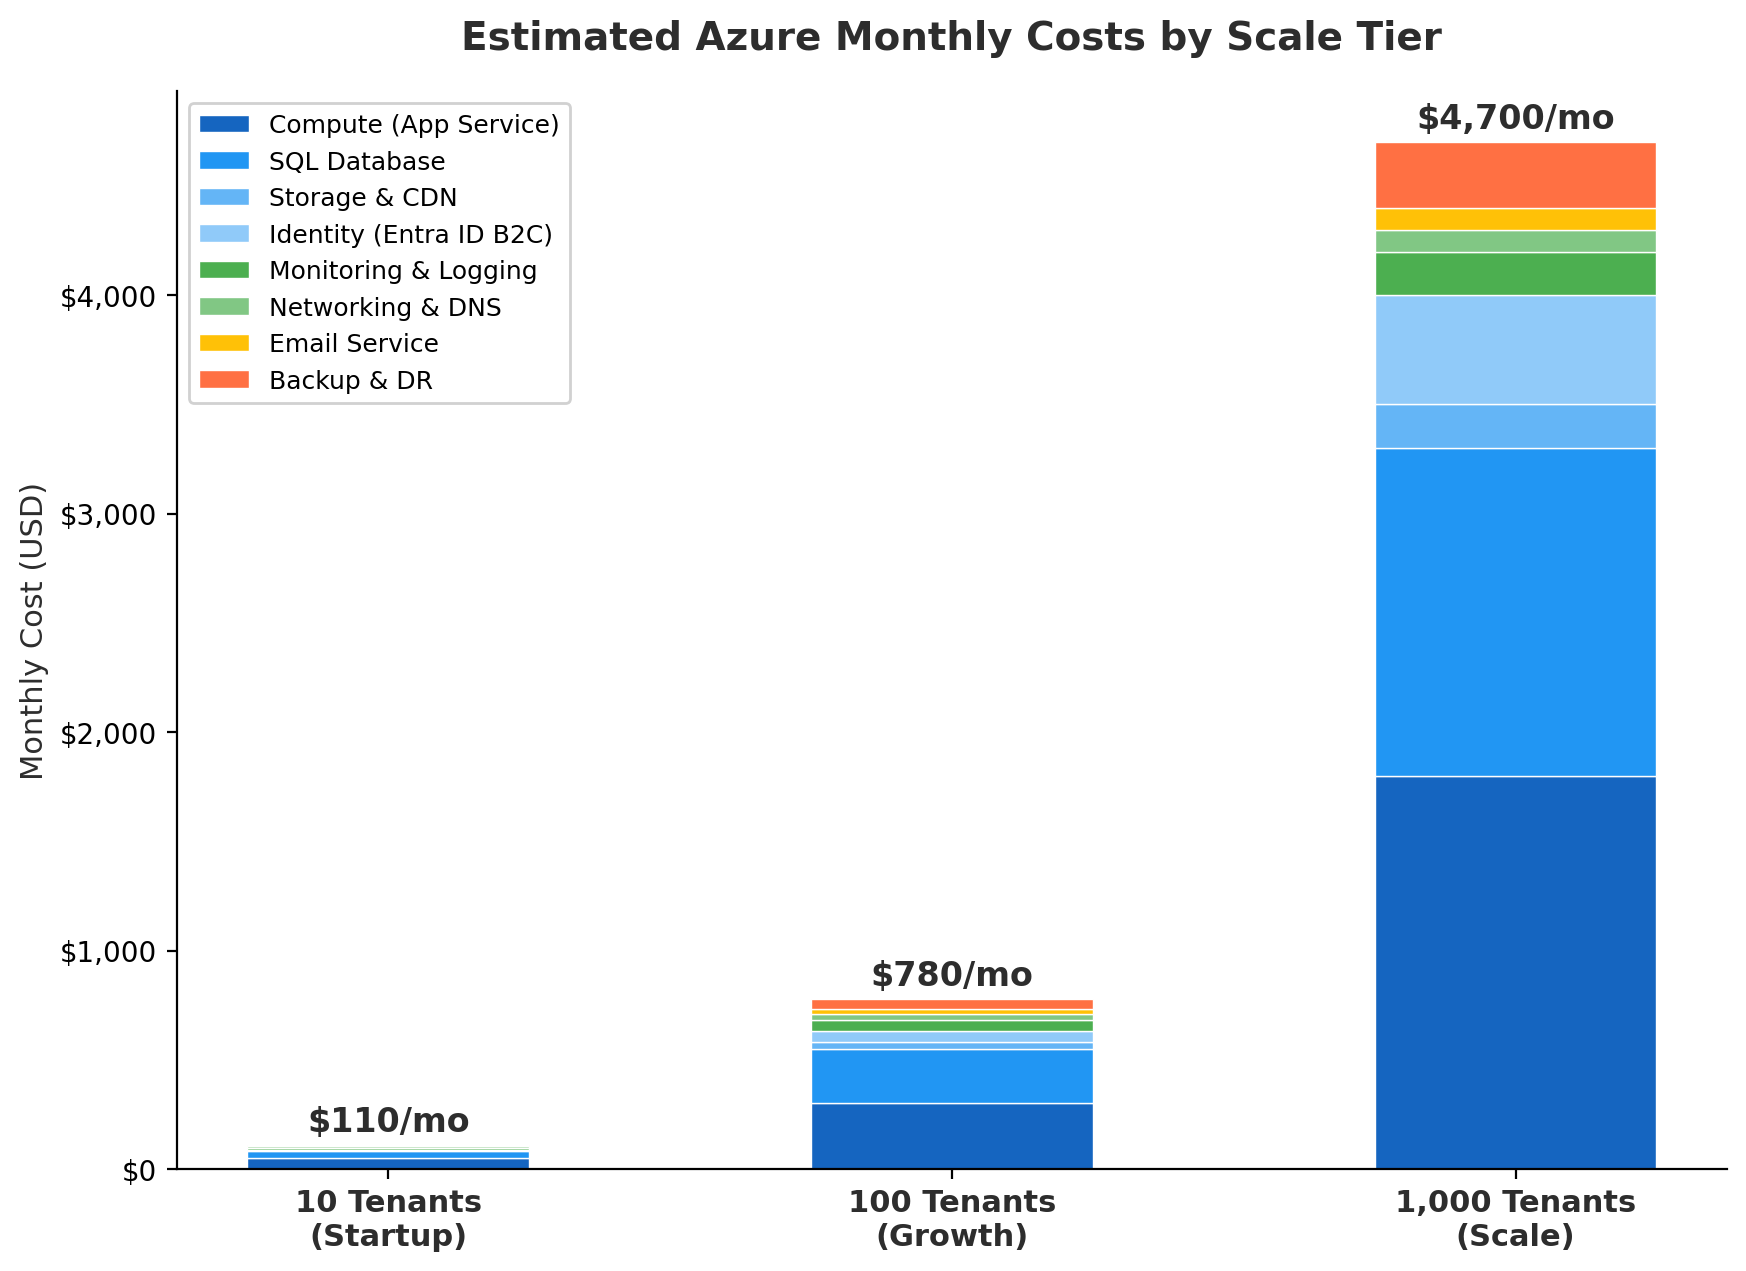 Estimated Azure Monthly Costs by Scale Tier
Compute (App Service)
SQL Database
Storage & CDN
Identity (Entra ID B2C)
Monitoring & Logging
Networking & DNS
Email Service
Backup & DR
Monthly Cost (USD)
$4,000
$3,000
$2,000
$1,000
$0
$110/mo
$780/mo
$4,700/mo
10 Tenants
(Startup)
100 Tenants
(Growth)
1,000 Tenants
(Scale)